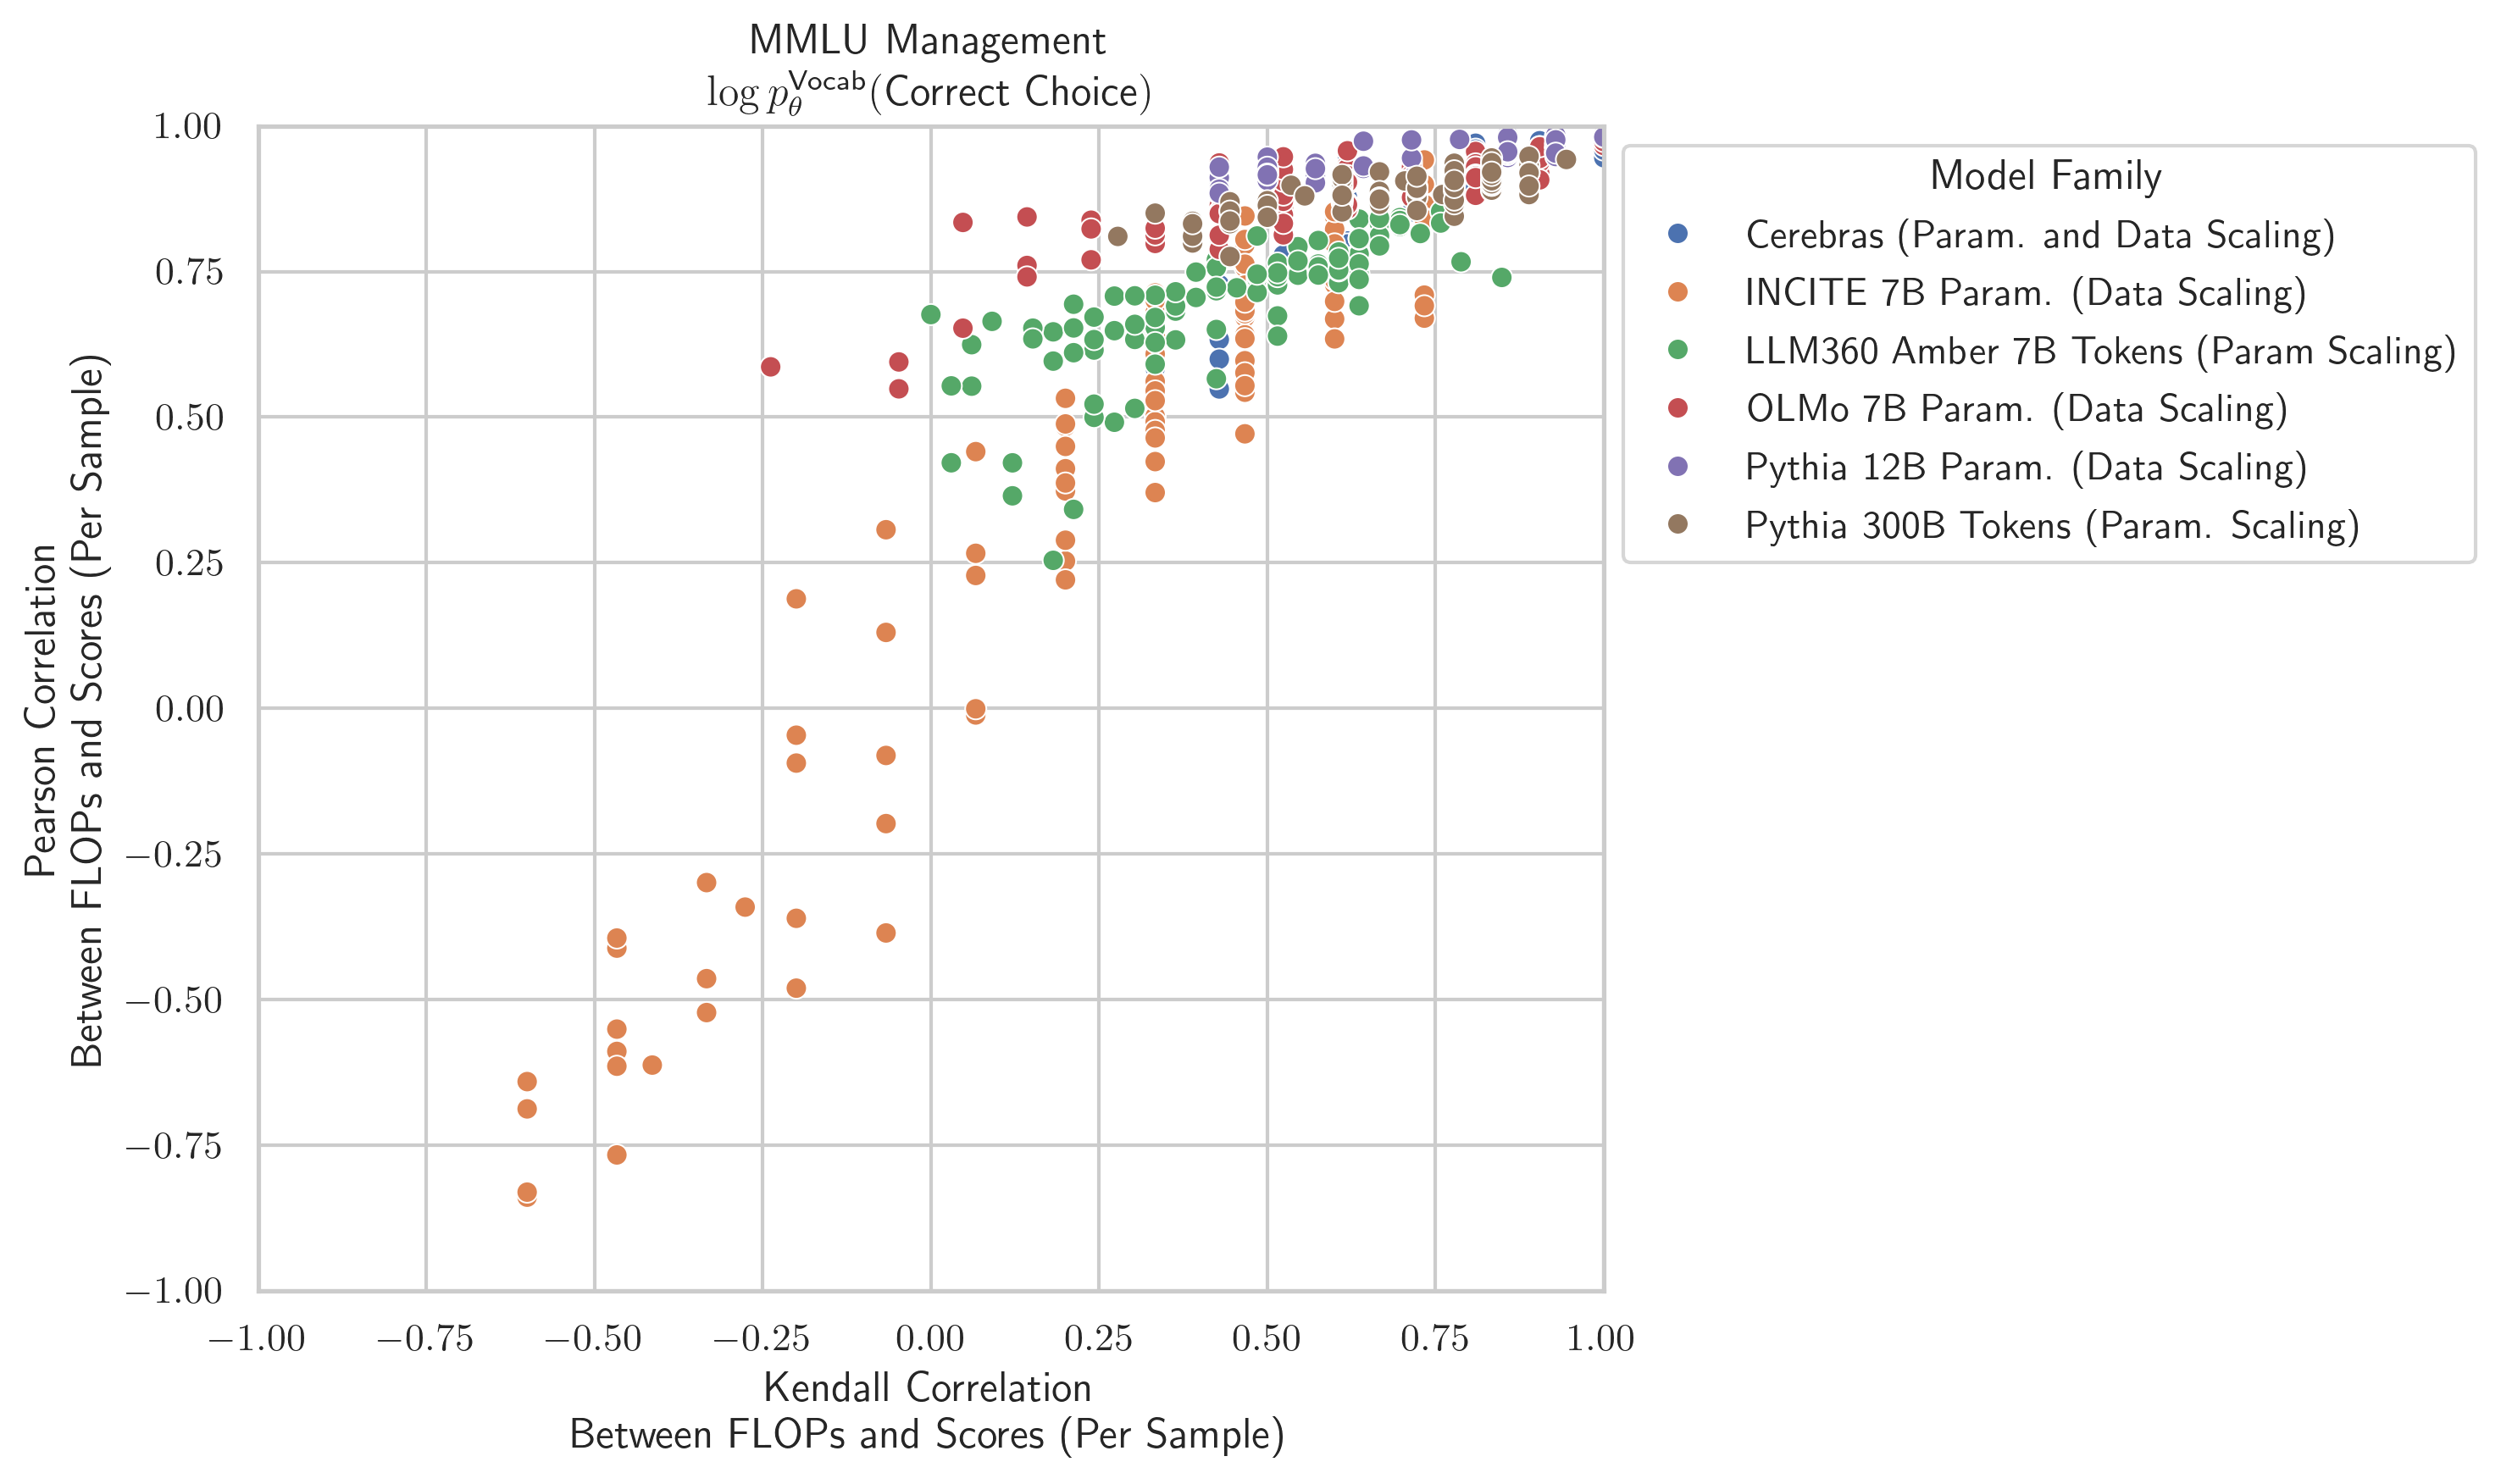 MMLU Management
log p_θ^Vocab(Correct Choice)
1.00
0.75
0.50
0.25
0.00
−0.25
−0.50
−0.75
−1.00
Pearson Correlation
Between FLOPs and Scores (Per Sample)
−1.00 −0.75 −0.50 −0.25 0.00 0.25 0.50 0.75 1.00
Kendall Correlation
Between FLOPs and Scores (Per Sample)
Model Family
Cerebras (Param. and Data Scaling)
INCITE 7B Param. (Data Scaling)
LLM360 Amber 7B Tokens (Param Scaling)
OLMo 7B Param. (Data Scaling)
Pythia 12B Param. (Data Scaling)
Pythia 300B Tokens (Param. Scaling)